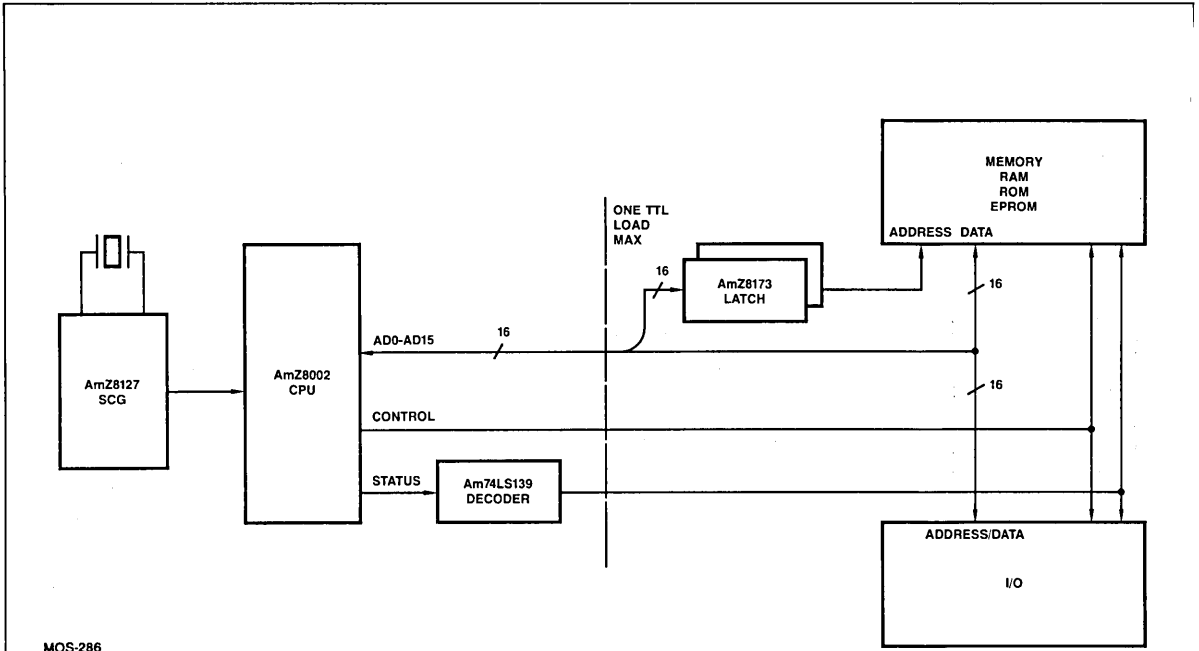 MEMORY
RAM
ROM
EPROM
ADDRESS DATA
ONE TTL
LOAD
MAX
16
AmZ8173
LATCH
16
AD0-AD15
16
AmZ8127
SCG
AmZ8002
CPU
16
CONTROL
STATUS
Am74LS139
DECODER
ADDRESS/DATA
I/O
MOS-286